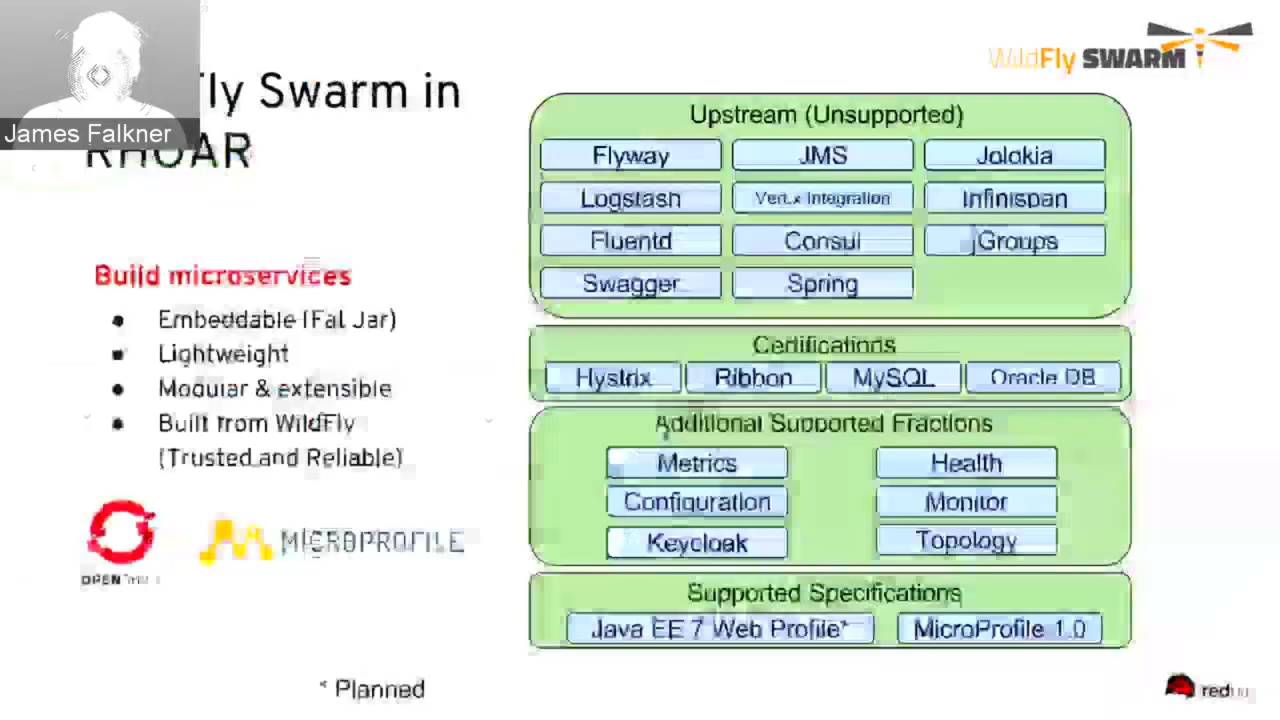 James Falkner
Fly Swarm in
RHOAR
Build microservices
● Embeddable (Fat Jar)
● Lightweight
● Modular & extensible
● Built from WildFly
(Trusted and Reliable)
OPEN
MICROPROFILE
* Planned
WildFly SWARM
Upstream (Unsupported)
Flyway JMS Jolokia
Logstash Vert.x Integration Infinispan
Fluentd Consul jGroups
Swagger Spring
Certifications
Hystrix Ribbon MySQL Oracle DB
Additional Supported Fractions
Metrics Health
Configuration Monitor
Keycloak Topology
Supported Specifications
Java EE 7 Web Profile* MicroProfile 1.0
red